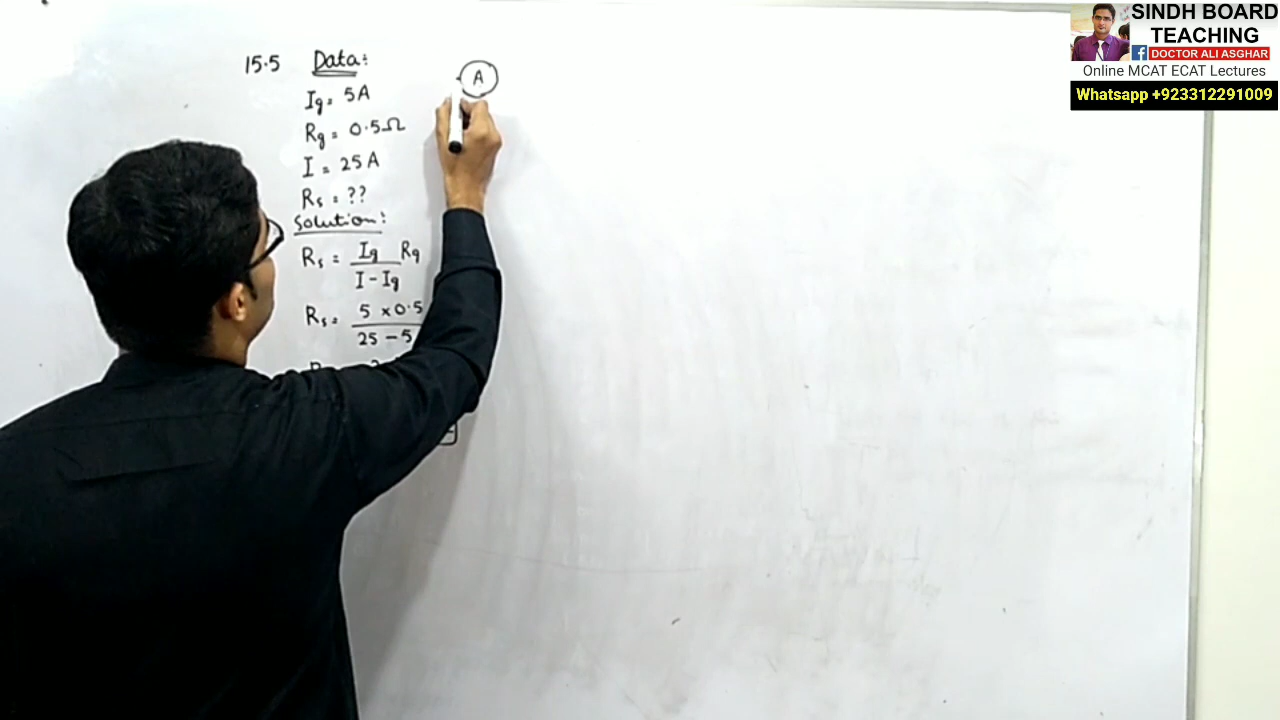 15.5 Data:
A
Ig = 5A
Rg = 0.5Ω
I = 25A
Rs = ??
Solution:
Rs = Ig / I - Ig Rg
Rs = 5 × 0.5 / 25 - 5
SINDH BOARD
TEACHING
DOCTOR ALI ASGHAR
Online MCAT ECAT Lectures
Whatsapp +923312291009